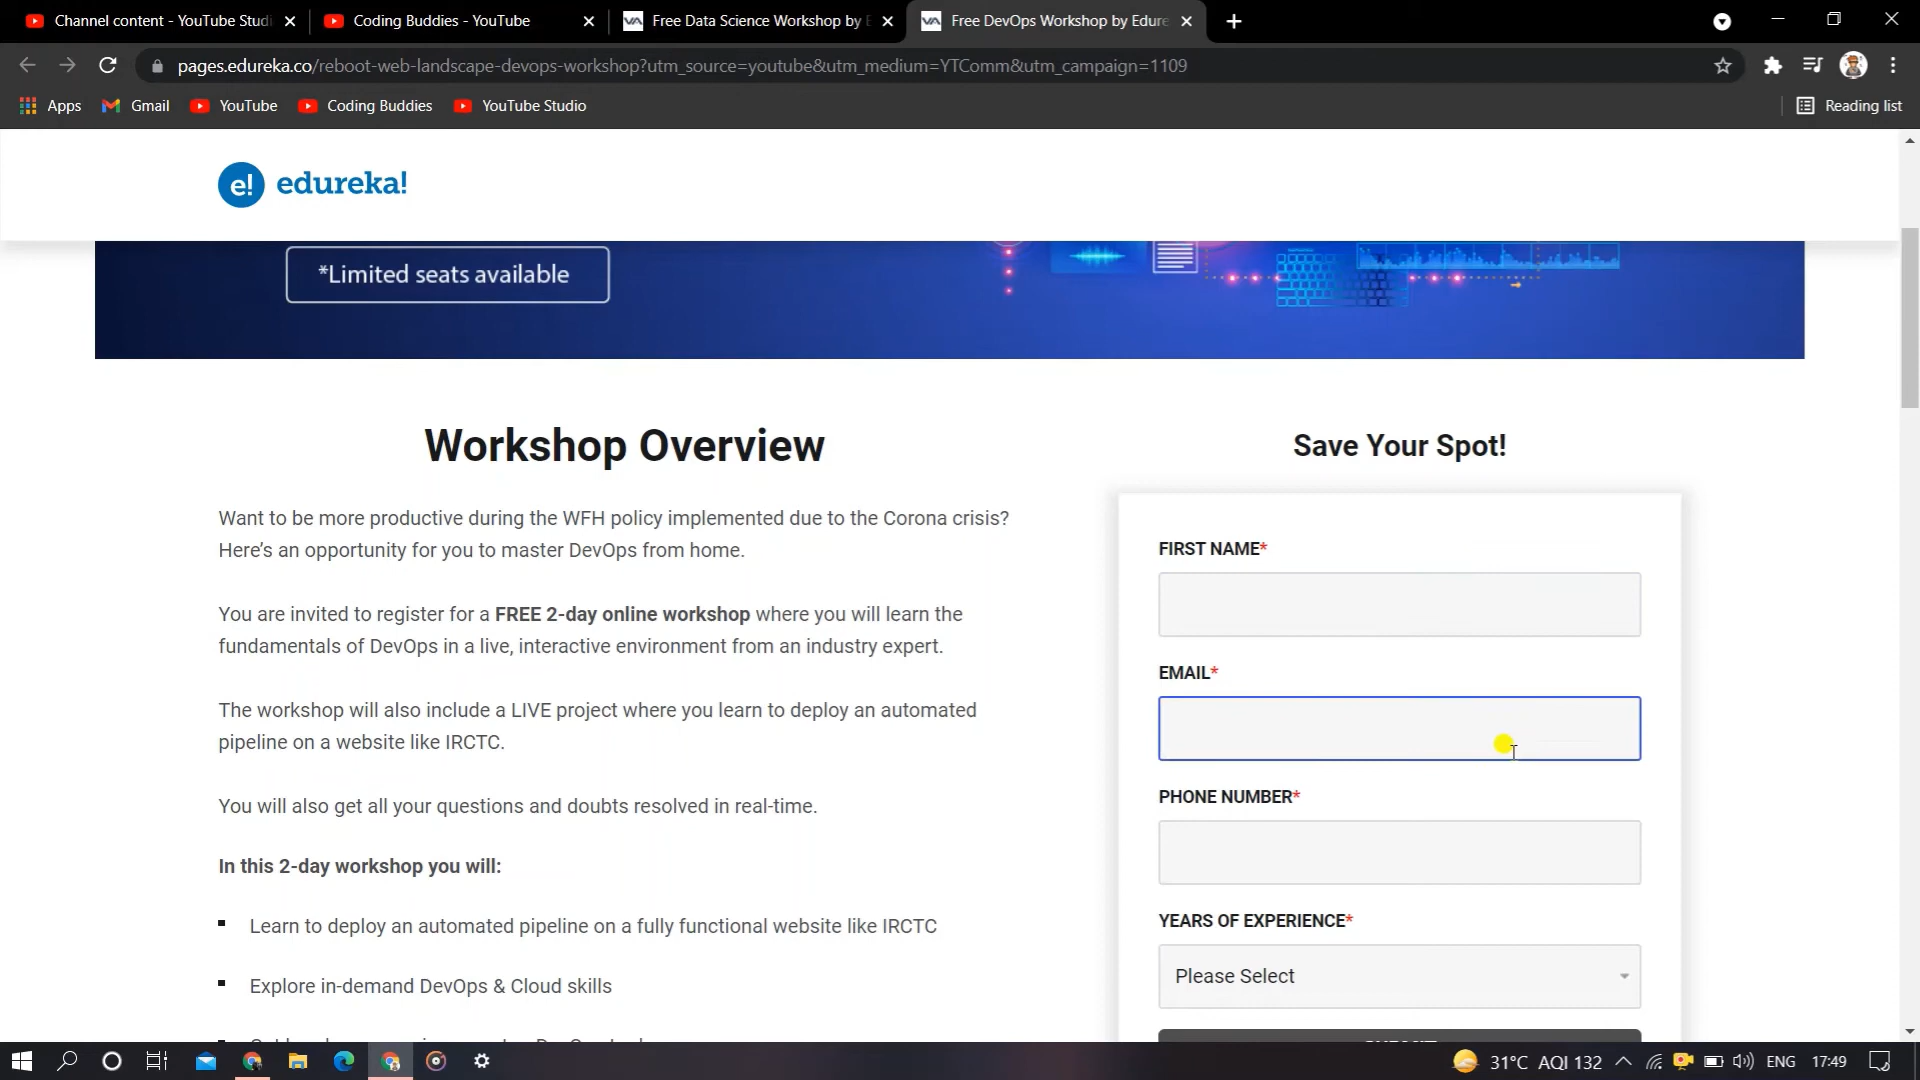 Channel content - YouTube Studi
Coding Buddies - YouTube
Free Data Science Workshop by E
Free DevOps Workshop by Edure
pages.edureka.co/reboot-web-landscape-devops-workshop?utm_source=youtube&utm_medium=YTComm&utm_campaign=1109
Apps
Gmail
YouTube
Coding Buddies
YouTube Studio
Reading list
e! edureka!
*Limited seats available
Workshop Overview
Want to be more productive during the WFH policy implemented due to the Corona crisis?
Here's an opportunity for you to master DevOps from home.
You are invited to register for a FREE 2-day online workshop where you will learn the
fundamentals of DevOps in a live, interactive environment from an industry expert.
The workshop will also include a LIVE project where you learn to deploy an automated
pipeline on a website like IRCTC.
You will also get all your questions and doubts resolved in real-time.
In this 2-day workshop you will:
Learn to deploy an automated pipeline on a fully functional website like IRCTC
Explore in-demand DevOps & Cloud skills
Save Your Spot!
FIRST NAME*
EMAIL*
PHONE NUMBER*
YEARS OF EXPERIENCE*
Please Select
31°C AQI 132
ENG
17:49